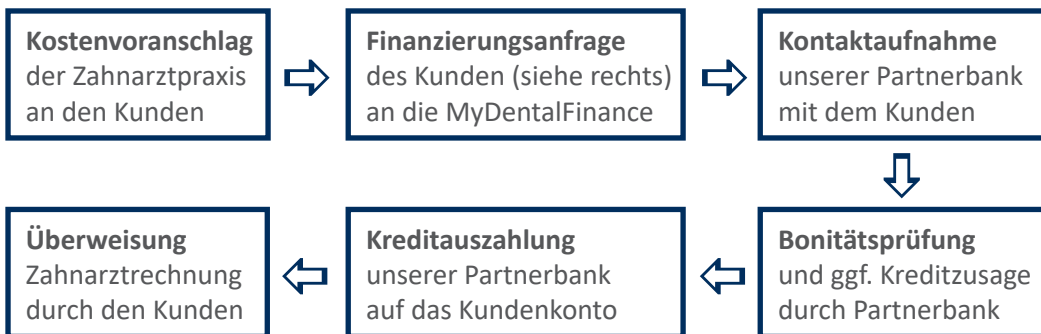 Kostenvoranschlag
der Zahnarztpraxis
an den Kunden
Finanzierungsanfrage
des Kunden (siehe rechts)
an die MyDentalFinance
Kontaktaufnahme
unserer Partnerbank
mit dem Kunden
Bonitätsprüfung
und ggf. Kreditzusage
durch Partnerbank
Kreditauszahlung
unserer Partnerbank
auf das Kundenkonto
Überweisung
Zahnarztrechnung
durch den Kunden